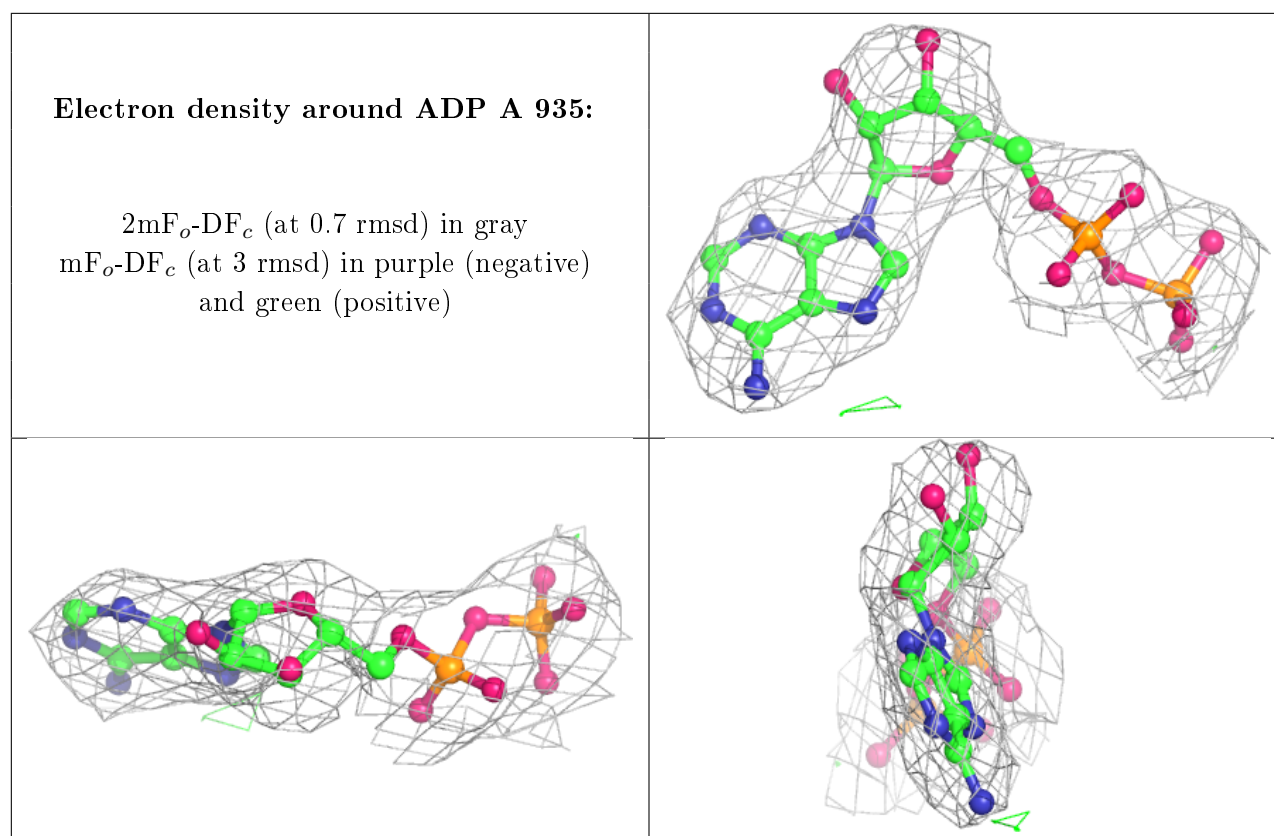 Electron density around ADP A 935:
2mFₒ-DF𝒸 (at 0.7 rmsd) in gray
mFₒ-DF𝒸 (at 3 rmsd) in purple (negative)
and green (positive)